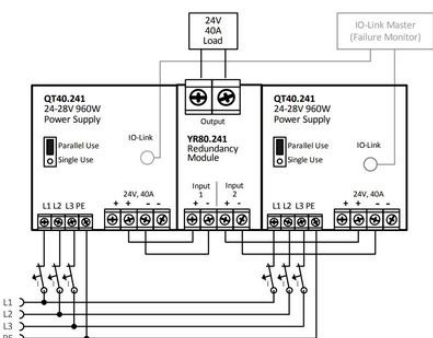 24V
40A
Load
IO-Link Master
(Failure Monitor)
QT40.241
24-28V 960W
Power Supply
Parallel Use
Single Use
IO-Link
24V, 40A
+ + - -
L1 L2 L3 PE
Output
YR80.241
Redundancy
Module
Input
1
Input
2
+ - + -
QT40.241
24-28V 960W
Power Supply
Parallel Use
Single Use
IO-Link
24V, 40A
+ + - -
L1 L2 L3 PE
L1
L2
L3
PE